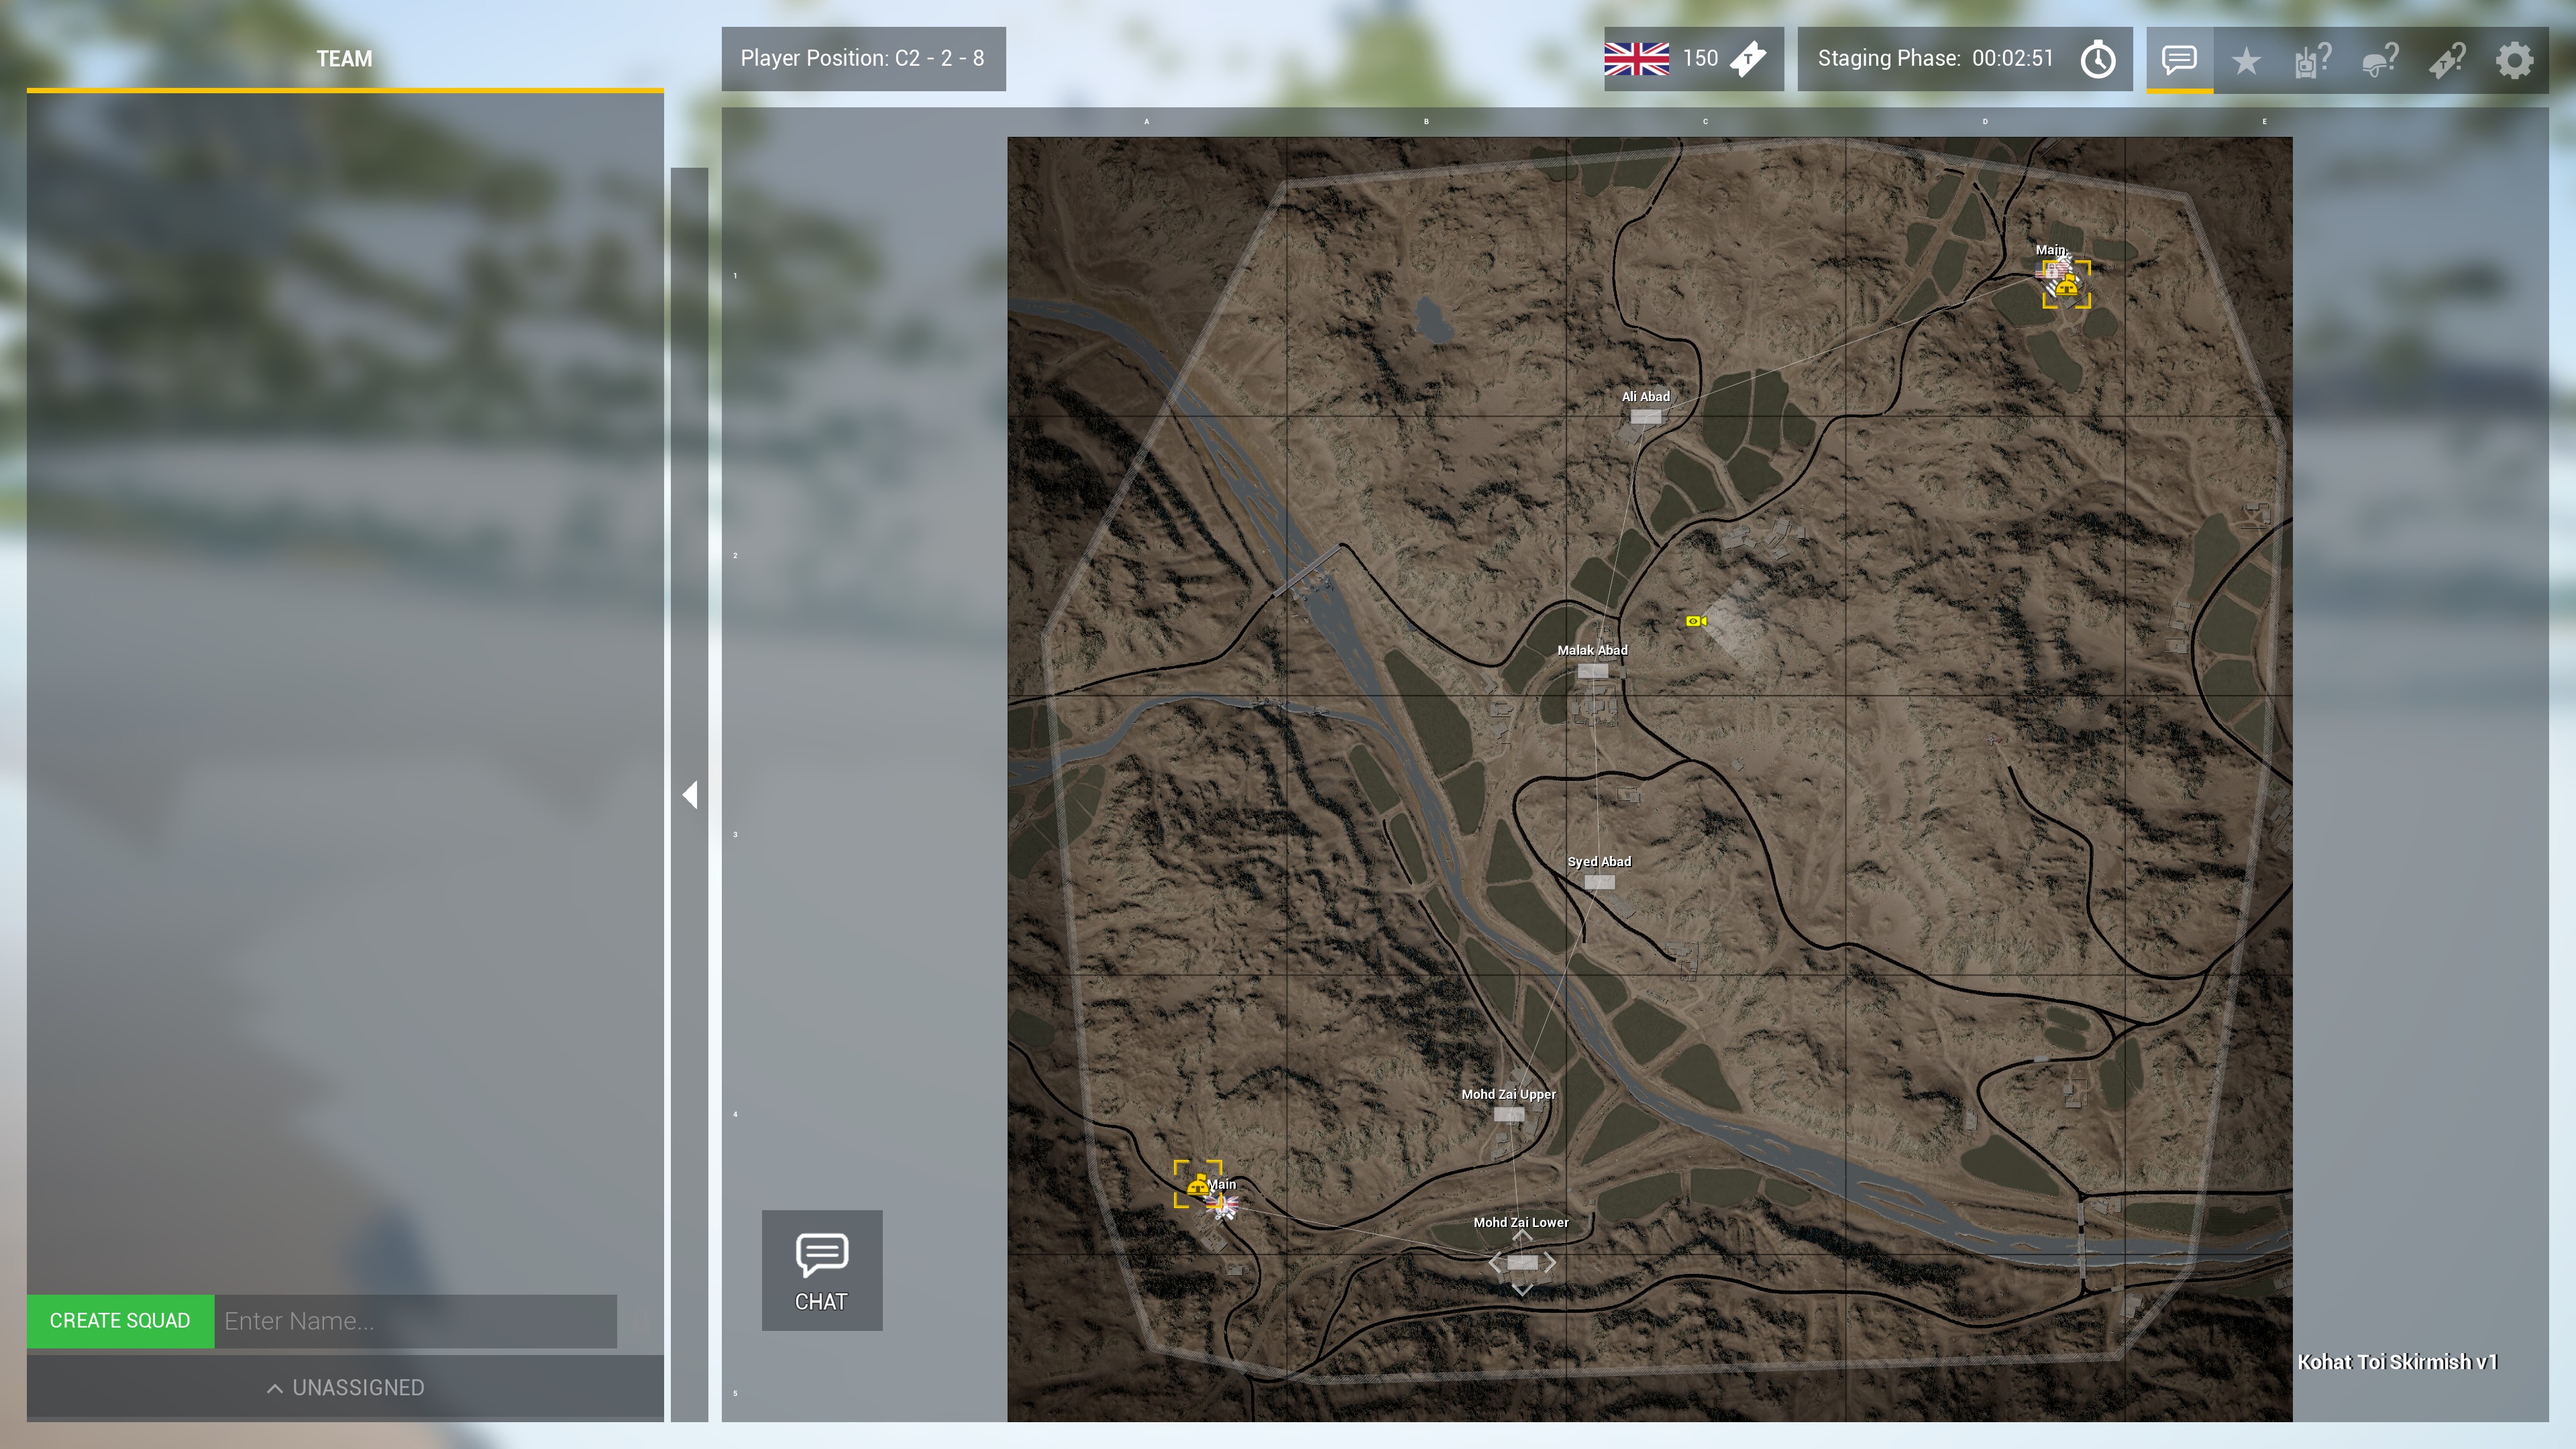 TEAM
Player Position: C2 - 2 - 8
150
T
Staging Phase: 00:02:51
?
?
T?
A
B
C
D
E
1
2
3
4
5
Main
Ali Abad
Malak Abad
Syed Abad
Mohd Zai Upper
Main
Mohd Zai Lower
CHAT
CREATE SQUAD
Enter Name...
UNASSIGNED
Kohat Toi Skirmish v1